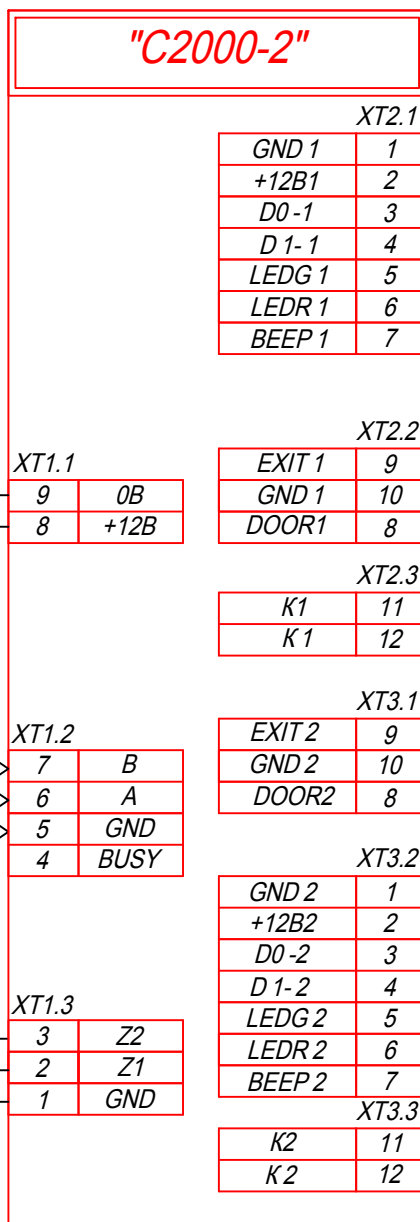 "C2000-2"
XT2.1
GND 1 1
+12B1 2
D0 -1 3
D 1- 1 4
LEDG 1 5
LEDR 1 6
BEEP 1 7
XT2.2
EXIT 1 9
GND 1 10
DOOR1 8
XT1.1
9 0B
8 +12B
XT2.3
K1 11
K 1 12
XT3.1
EXIT 2 9
GND 2 10
DOOR2 8
XT1.2
7 B
6 A
5 GND
4 BUSY
XT3.2
GND 2 1
+12B2 2
D0 -2 3
D 1- 2 4
LEDG 2 5
LEDR 2 6
BEEP 2 7
XT1.3
3 Z2
2 Z1
1 GND
XT3.3
K2 11
K 2 12